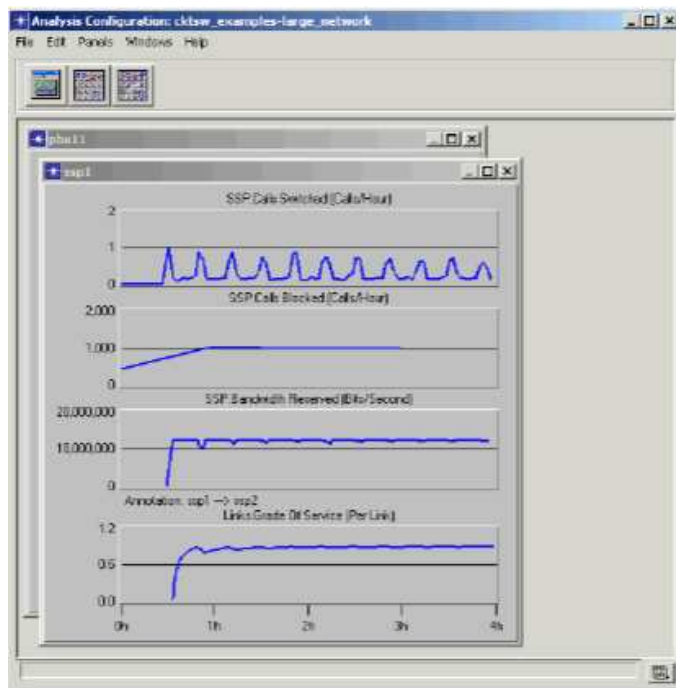 Analysis Configuration: cktsw_examples-large_network
File Edit Panels Windows Help
pbx11
ssp1
SSP.Calls Switched (Calls/Hour)
2
1
0
SSP.Calls Blocked (Calls/Hour)
2,000
1,000
0
SSP.Bandwidth Reserved (Bits/Second)
20,000,000
10,000,000
0
Annotation: ssp1 --> ssp2
Links.Grade Of Service (Per Link)
1.2
0.6
0.0
0h 1h 2h 3h 4h